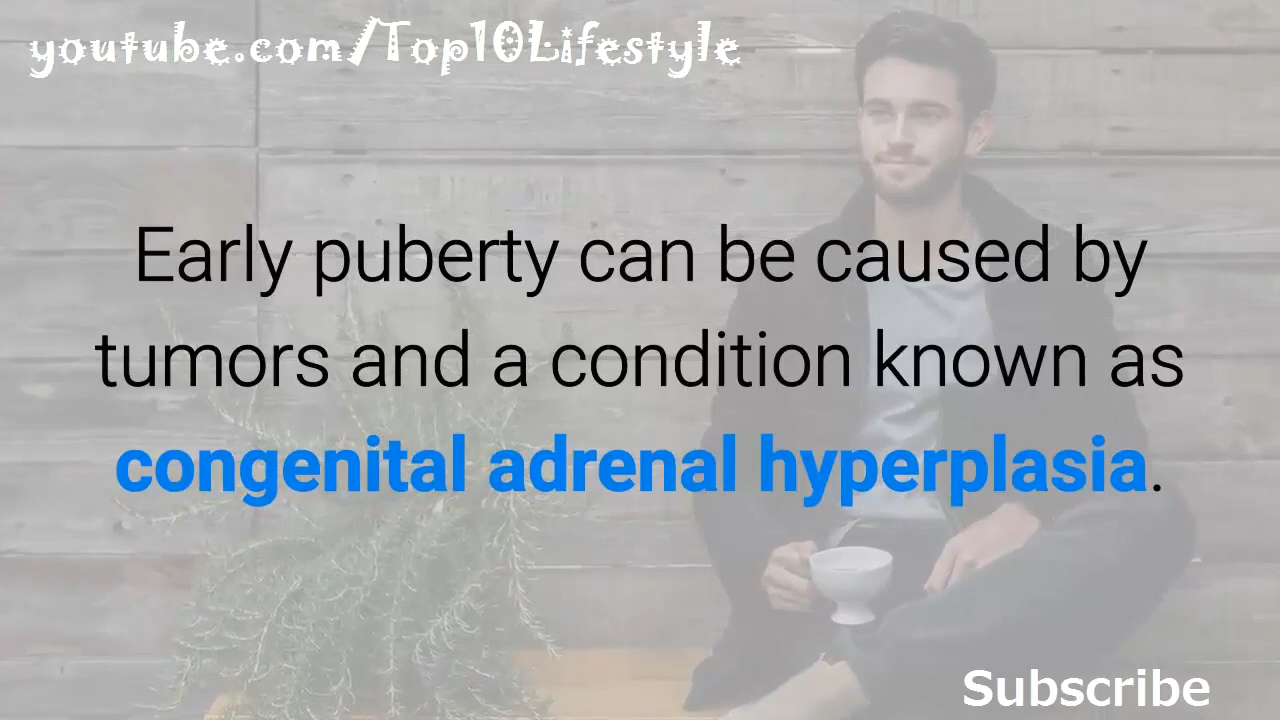 youtube.com/Top10Lifestyle
Early puberty can be caused by
tumors and a condition known as
congenital adrenal hyperplasia.
Subscribe